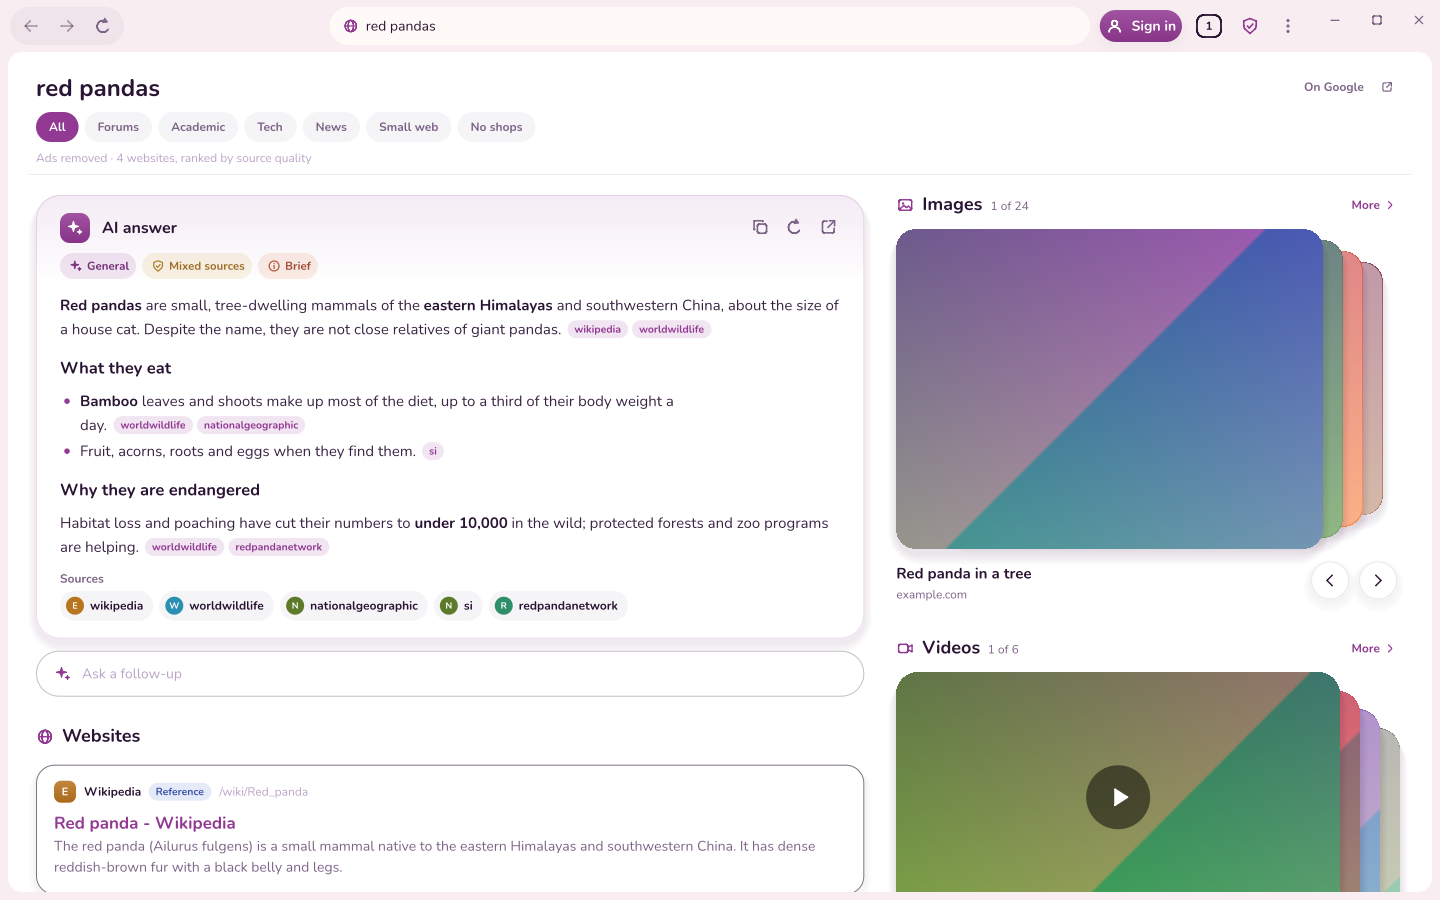 red pandas
Sign in
1
red pandas
On Google
All
Forums
Academic
Tech
News
Small web
No shops
Ads removed · 4 websites, ranked by source quality
AI answer
General
Mixed sources
Brief
Red pandas are small, tree-dwelling mammals of the eastern Himalayas and southwestern China, about the size of
a house cat. Despite the name, they are not close relatives of giant pandas. wikipedia worldwildlife
What they eat
• Bamboo leaves and shoots make up most of the diet, up to a third of their body weight a
day. worldwildlife nationalgeographic
• Fruit, acorns, roots and eggs when they find them. si
Why they are endangered
Habitat loss and poaching have cut their numbers to under 10,000 in the wild; protected forests and zoo programs
are helping. worldwildlife redpandanetwork
Sources
E wikipedia
W worldwildlife
N nationalgeographic
N si
R redpandanetwork
Ask a follow-up
Websites
E Wikipedia Reference /wiki/Red_panda
Red panda - Wikipedia
The red panda (Ailurus fulgens) is a small mammal native to the eastern Himalayas and southwestern China. It has dense
reddish-brown fur with a black belly and legs.
Images 1 of 24
More
Red panda in a tree
example.com
Videos 1 of 6
More